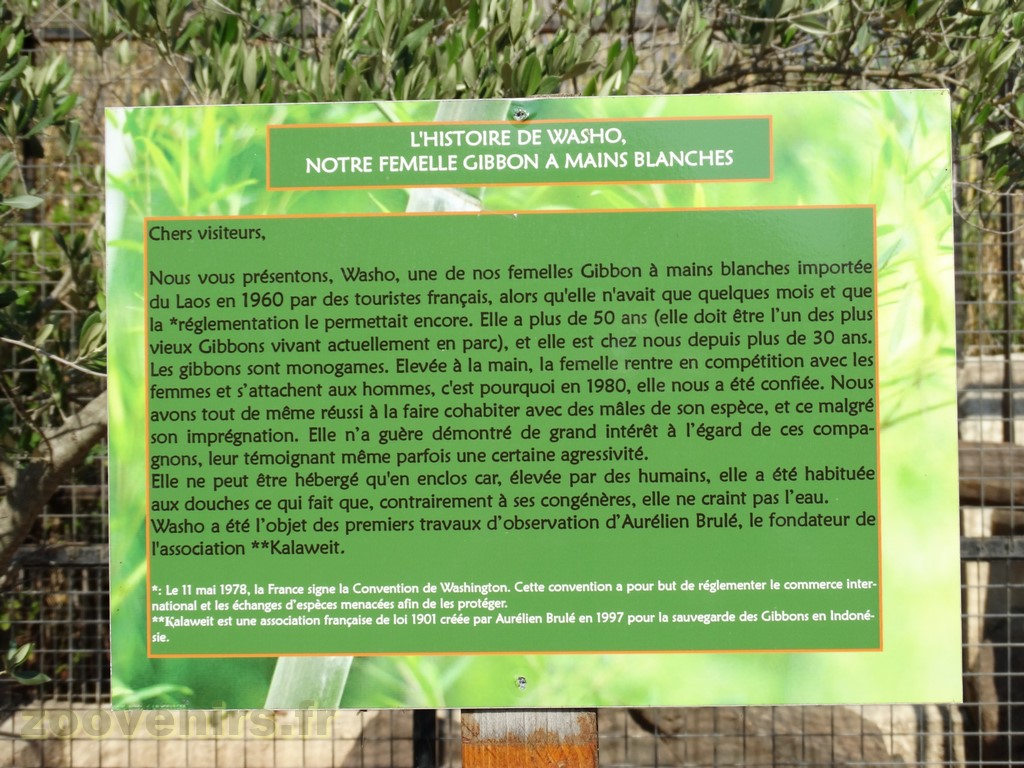 L'HISTOIRE DE WASHO,
NOTRE FEMELLE GIBBON A MAINS BLANCHES
Chers visiteurs,
Nous vous présentons, Washo, une de nos femelles Gibbon à mains blanches importée
du Laos en 1960 par des touristes français, alors qu'elle n'avait que quelques mois et que
la *réglementation le permettait encore. Elle a plus de 50 ans (elle doit être l'un des plus
vieux Gibbons vivant actuellement en parc), et elle est chez nous depuis plus de 30 ans.
Les gibbons sont monogames. Elevée à la main, la femelle rentre en compétition avec les
femmes et s'attachent aux hommes, c'est pourquoi en 1980, elle nous a été confiée. Nous
avons tout de même réussi à la faire cohabiter avec des mâles de son espèce, et ce malgré
son imprégnation. Elle n'a guère démontré de grand intérêt à l'égard de ces compa-
gnons, leur témoignant même parfois une certaine agressivité.
Elle ne peut être hébergé qu'en enclos car, élevée par des humains, elle a été habituée
aux douches ce qui fait que, contrairement à ses congénères, elle ne craint pas l'eau.
Washo a été l'objet des premiers travaux d'observation d'Aurélien Brulé, le fondateur de
l'association **Kalaweit.
*: Le 11 mai 1978, la France signe la Convention de Washington. Cette convention a pour but de réglementer le commerce inter-
national et les échanges d'espèces menacées afin de les protéger.
**Kalaweit est une association française de loi 1901 créée par Aurélien Brulé en 1997 pour la sauvegarde des Gibbons en Indoné-
sie.
zoovenirs.fr